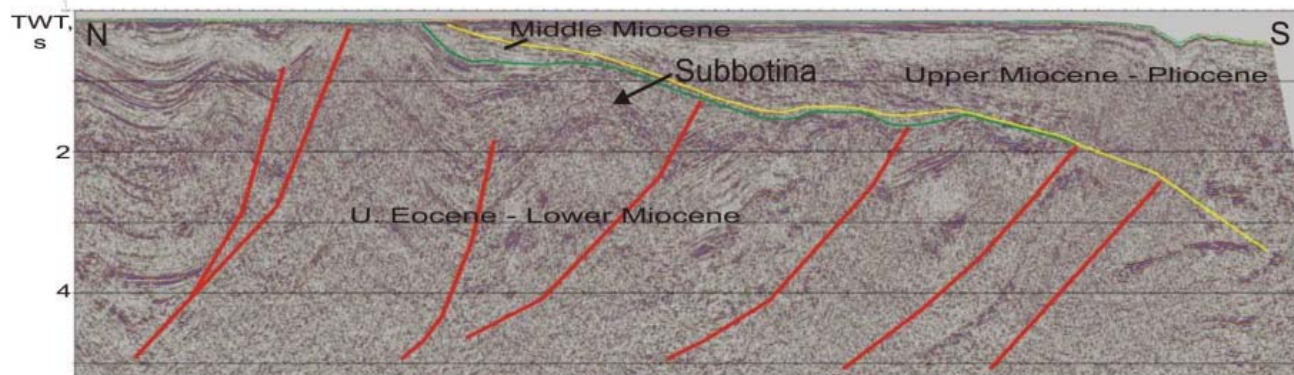 TWT, N
s
S
Middle Miocene
Subbotina
Upper Miocene - Pliocene
2
U. Eocene - Lower Miocene
4